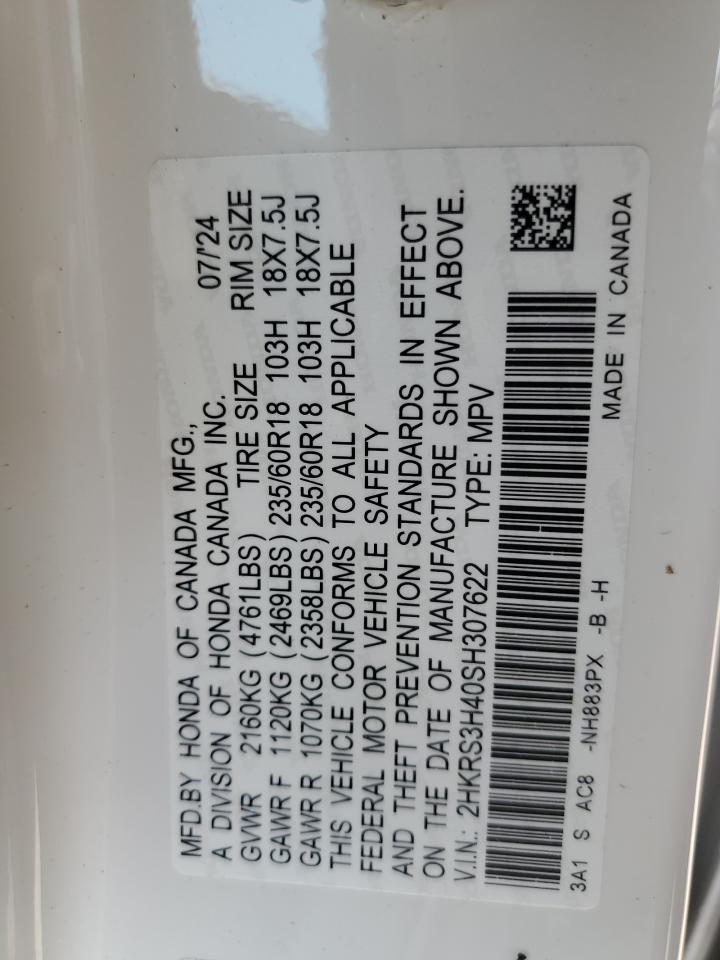 MFD.BY HONDA OF CANADA MFG.,
A DIVISION OF HONDA CANADA INC. 07/'24
GVWR 2160KG (4761LBS) TIRE SIZE RIM SIZE
GAWR F 1120KG (2469LBS) 235/60R18 103H 18X7.5J
GAWR R 1070KG (2358LBS) 235/60R18 103H 18X7.5J
THIS VEHICLE CONFORMS TO ALL APPLICABLE
FEDERAL MOTOR VEHICLE SAFETY
AND THEFT PREVENTION STANDARDS IN EFFECT
ON THE DATE OF MANUFACTURE SHOWN ABOVE.
V.I.N.: 2HKRS3H40SH307622 TYPE: MPV
3A1 S AC8 -NH883PX -B -H
MADE IN CANADA